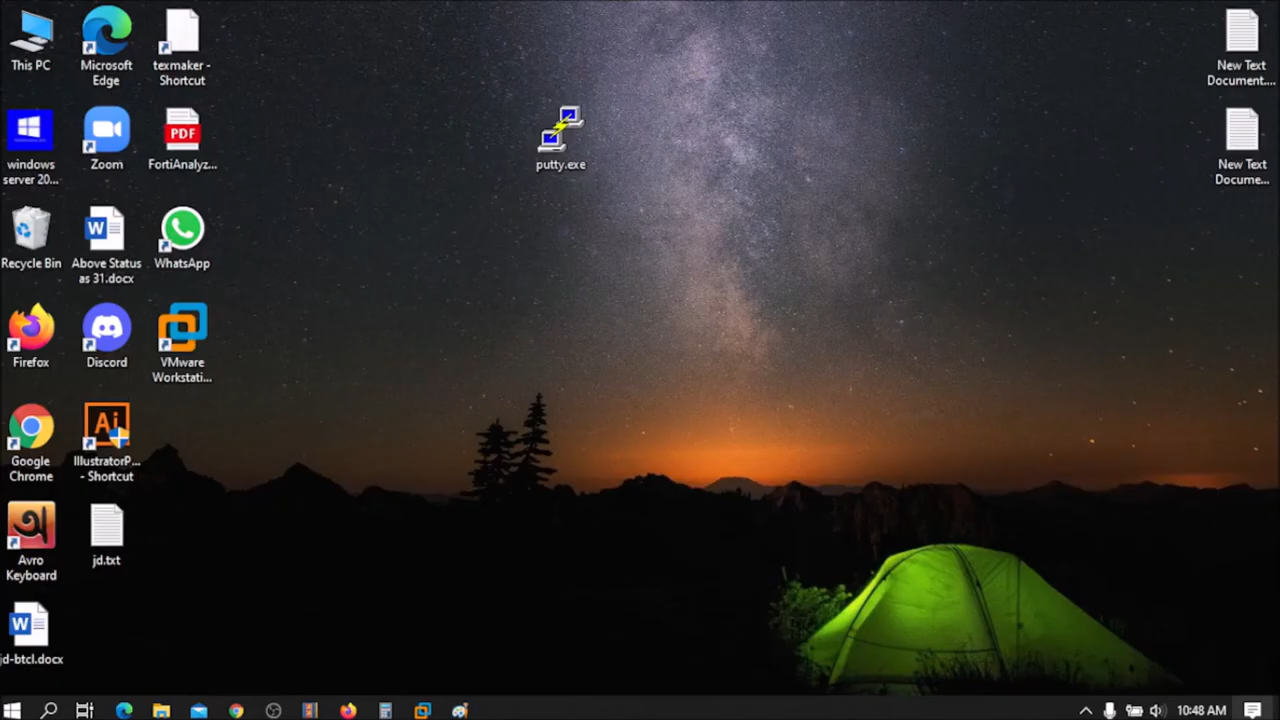 This PC
Microsoft
Edge
texmaker -
Shortcut
windows
server 20...
Zoom
PDF
FortiAnalyz...
Recycle Bin
Above Status
as 31.docx
WhatsApp
Firefox
Discord
VMware
Workstati...
Google
Chrome
Ai
IllustratorP...
- Shortcut
অ
Avro
Keyboard
jd.txt
W
jd-btcl.docx
putty.exe
New Text
Document....
New Text
Docume...
10:48 AM